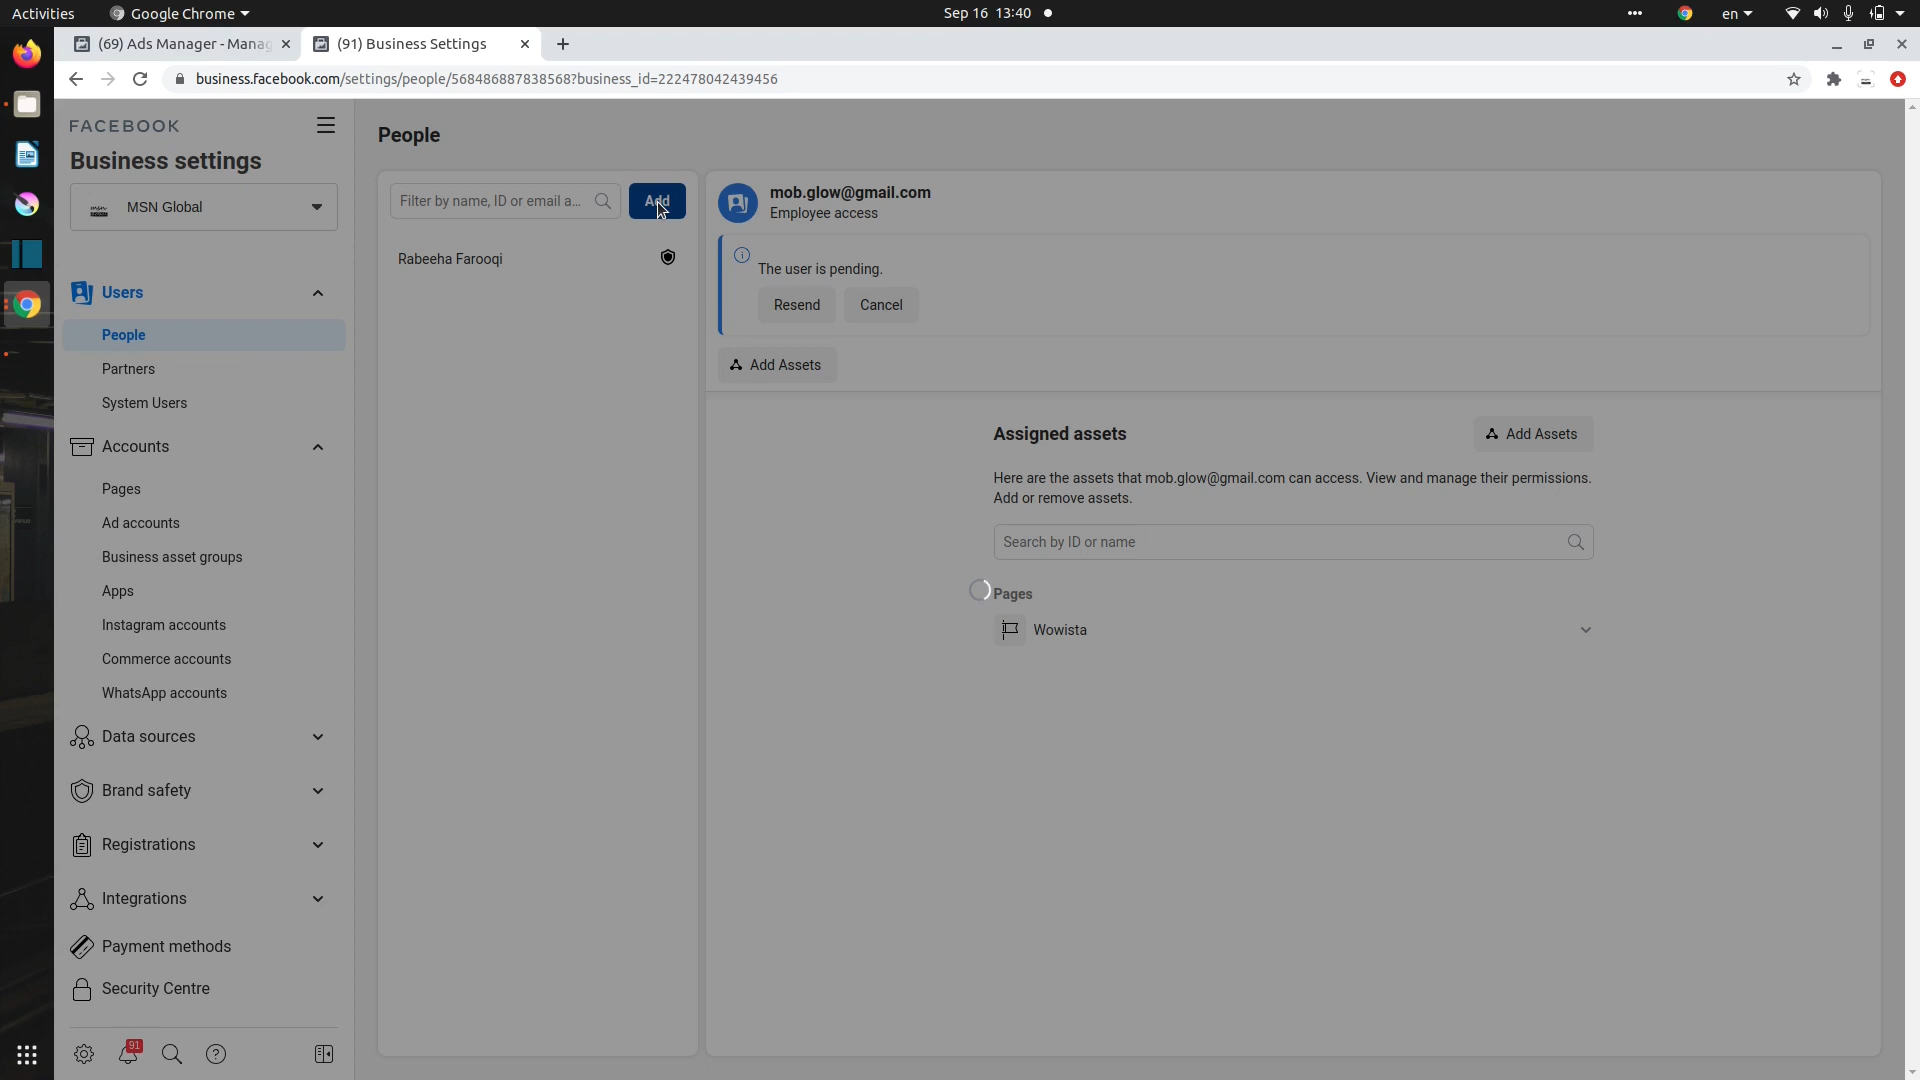 Activities
Google Chrome
Sep 16 13:40
en
(69) Ads Manager - Manag
(91) Business Settings
business.facebook.com/settings/people/568486887838568?business_id=222478042439456
FACEBOOK
Business settings
MSN Global
Users
People
Partners
System Users
Accounts
Pages
Ad accounts
Business asset groups
Apps
Instagram accounts
Commerce accounts
WhatsApp accounts
Data sources
Brand safety
Registrations
Integrations
Payment methods
Security Centre
91
People
Filter by name, ID or email a...
Add
Rabeeha Farooqi
mob.glow@gmail.com
Employee access
The user is pending.
Resend
Cancel
Add Assets
Assigned assets
Add Assets
Here are the assets that mob.glow@gmail.com can access. View and manage their permissions.
Add or remove assets.
Search by ID or name
Pages
Wowista